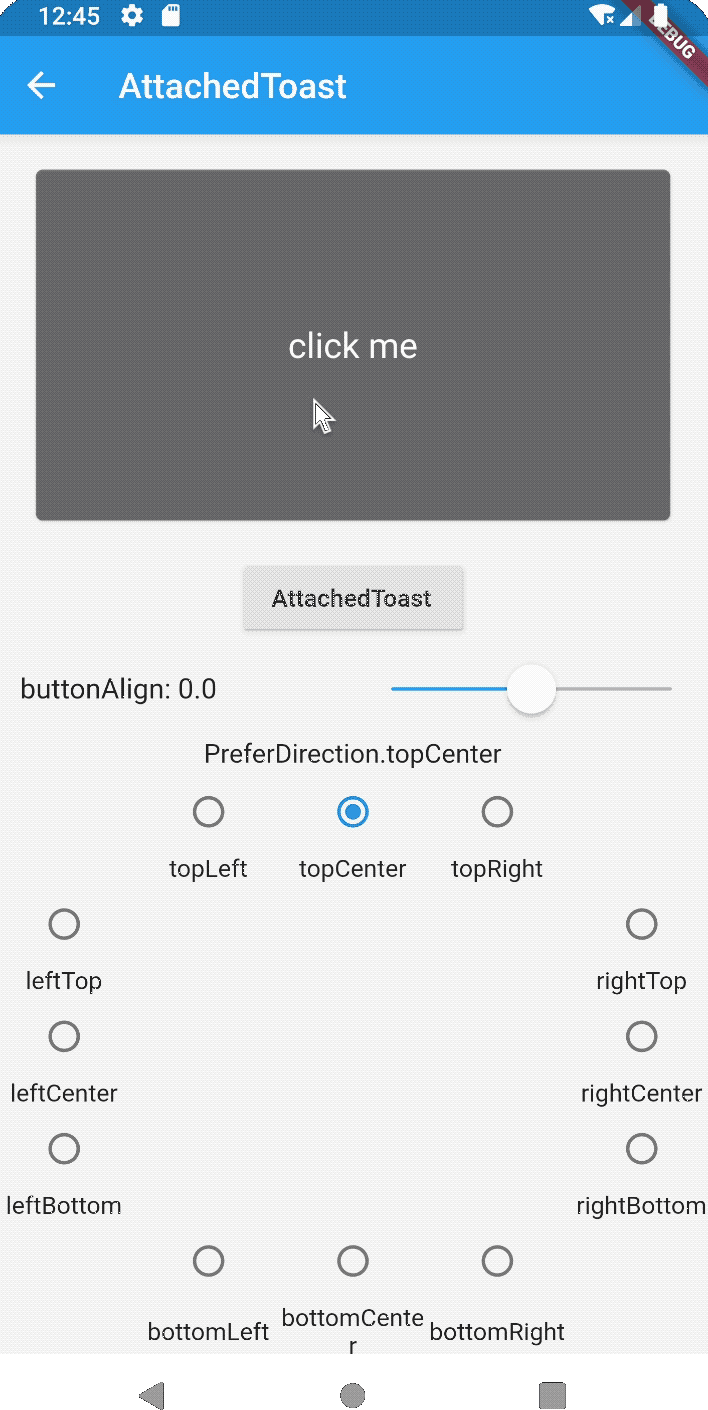 12:45
DEBUG
AttachedToast
click me
AttachedToast
buttonAlign: 0.0
PreferDirection.topCenter
topLeft topCenter topRight
leftTop rightTop
leftCenter rightCenter
leftBottom rightBottom
bottomLeft bottomCente bottomRight
r